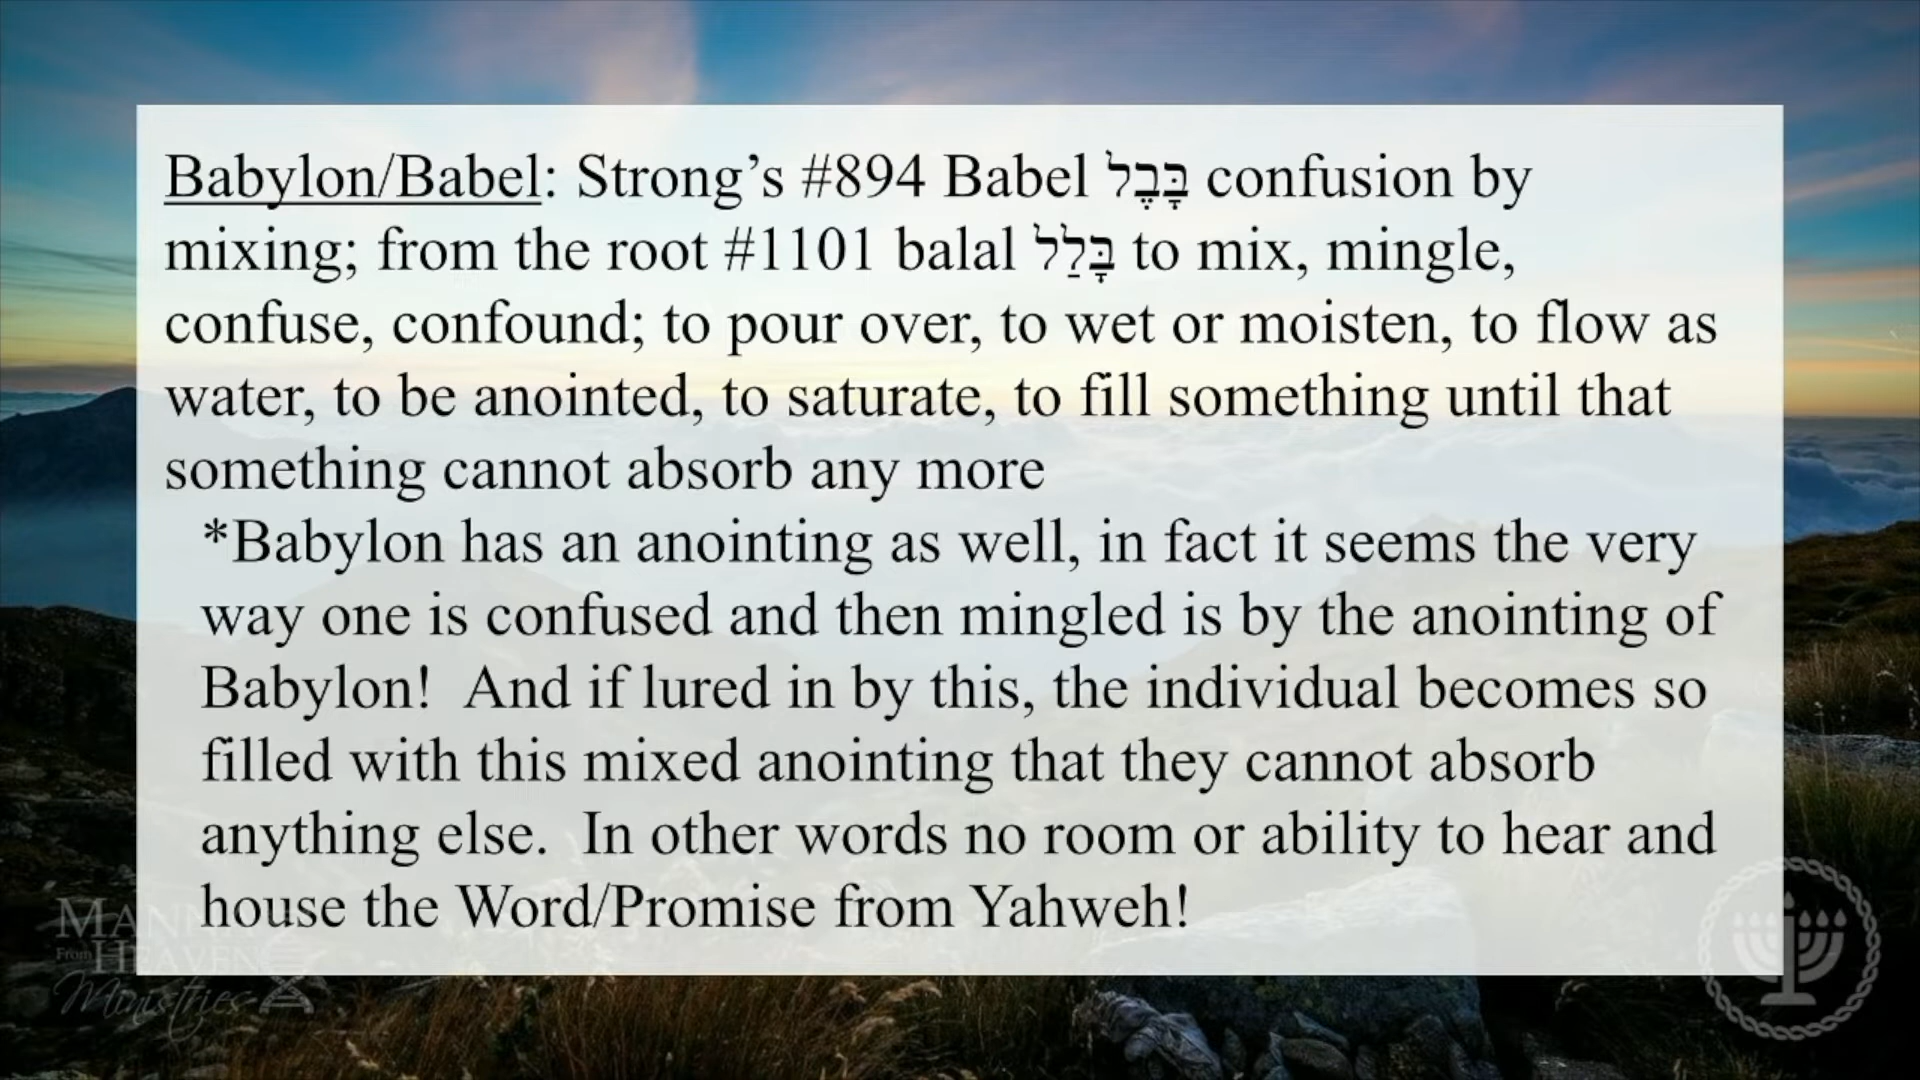 Babylon/Babel: Strong’s #894 Babel בָּבֶל confusion by
mixing; from the root #1101 balal בָּלַל to mix, mingle,
confuse, confound; to pour over, to wet or moisten, to flow as
water, to be anointed, to saturate, to fill something until that
something cannot absorb any more
*Babylon has an anointing as well, in fact it seems the very
way one is confused and then mingled is by the anointing of
Babylon!  And if lured in by this, the individual becomes so
filled with this mixed anointing that they cannot absorb
anything else.  In other words no room or ability to hear and
house the Word/Promise from Yahweh!
Manna
From Heaven
Ministries